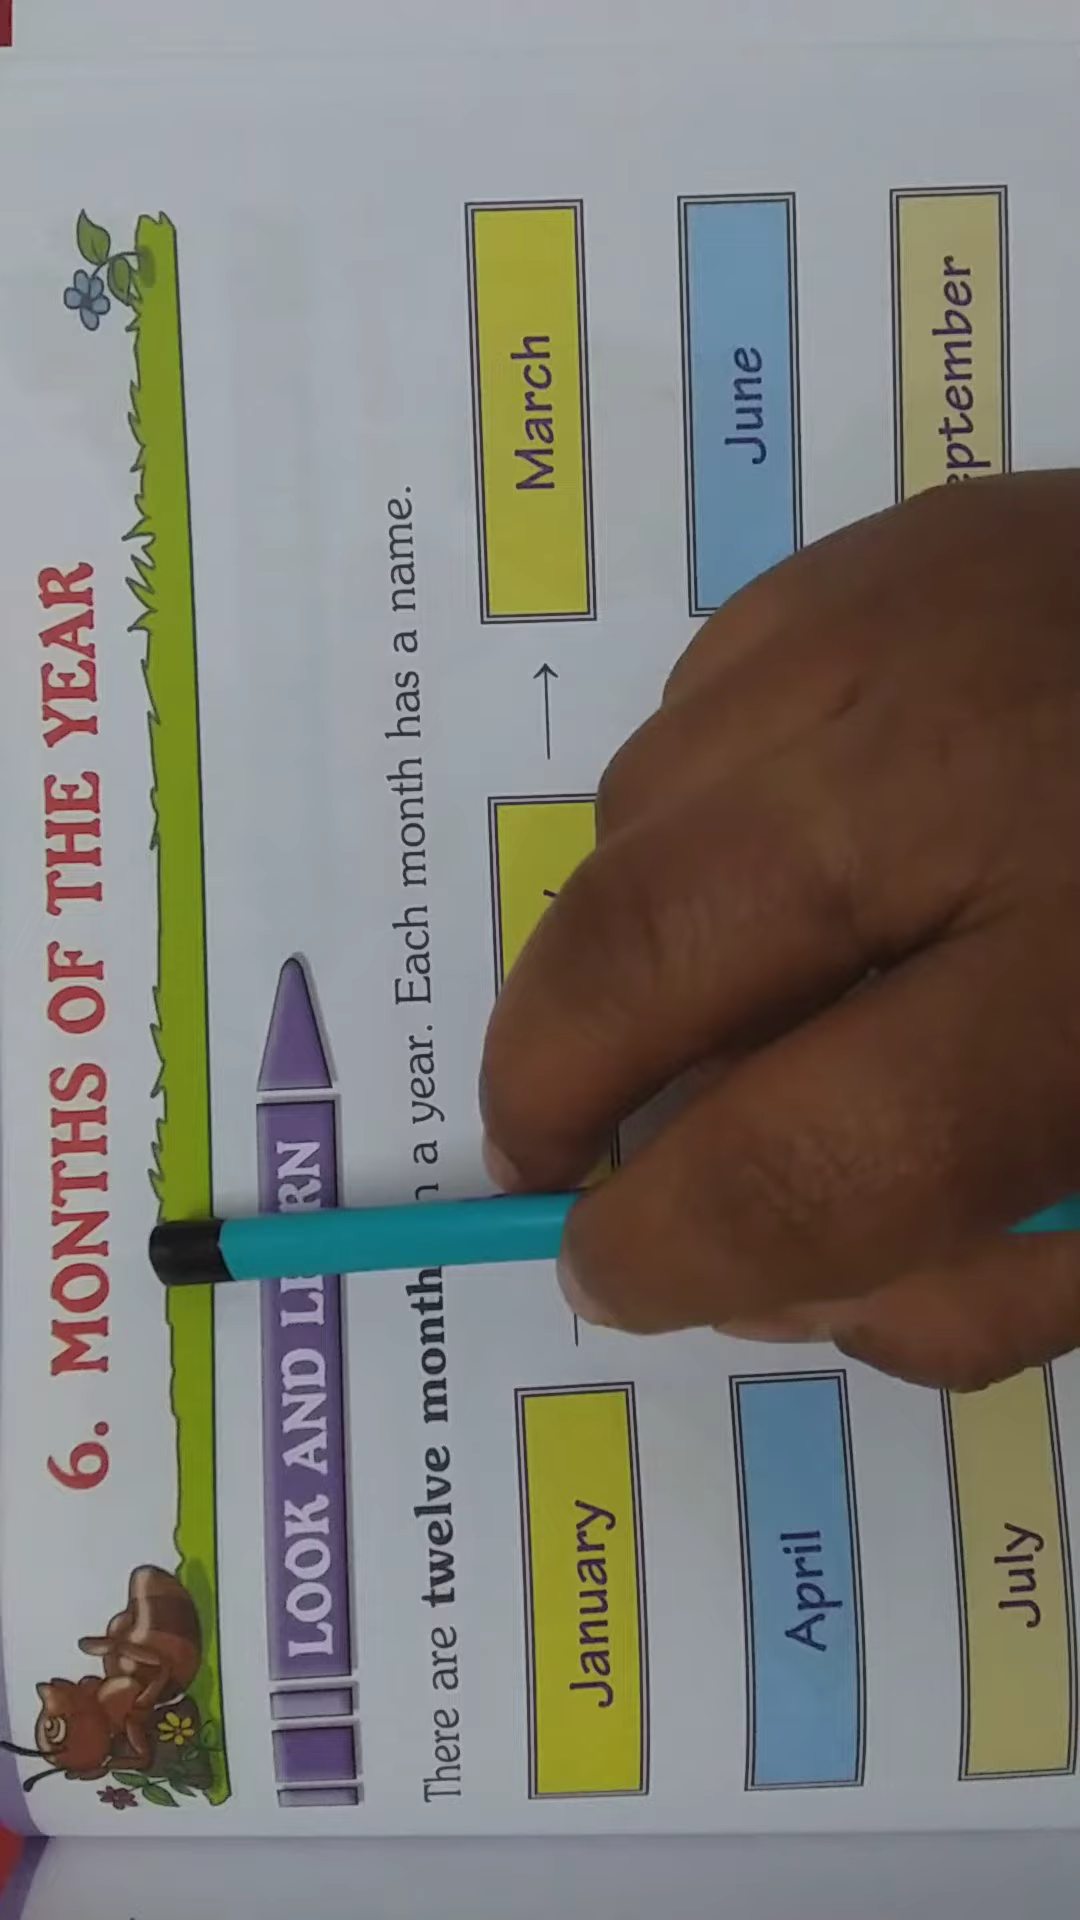 6. MONTHS OF THE YEAR
LOOK AND LE RN
There are twelve month n a year. Each month has a name.
January → March
April June
July eptember